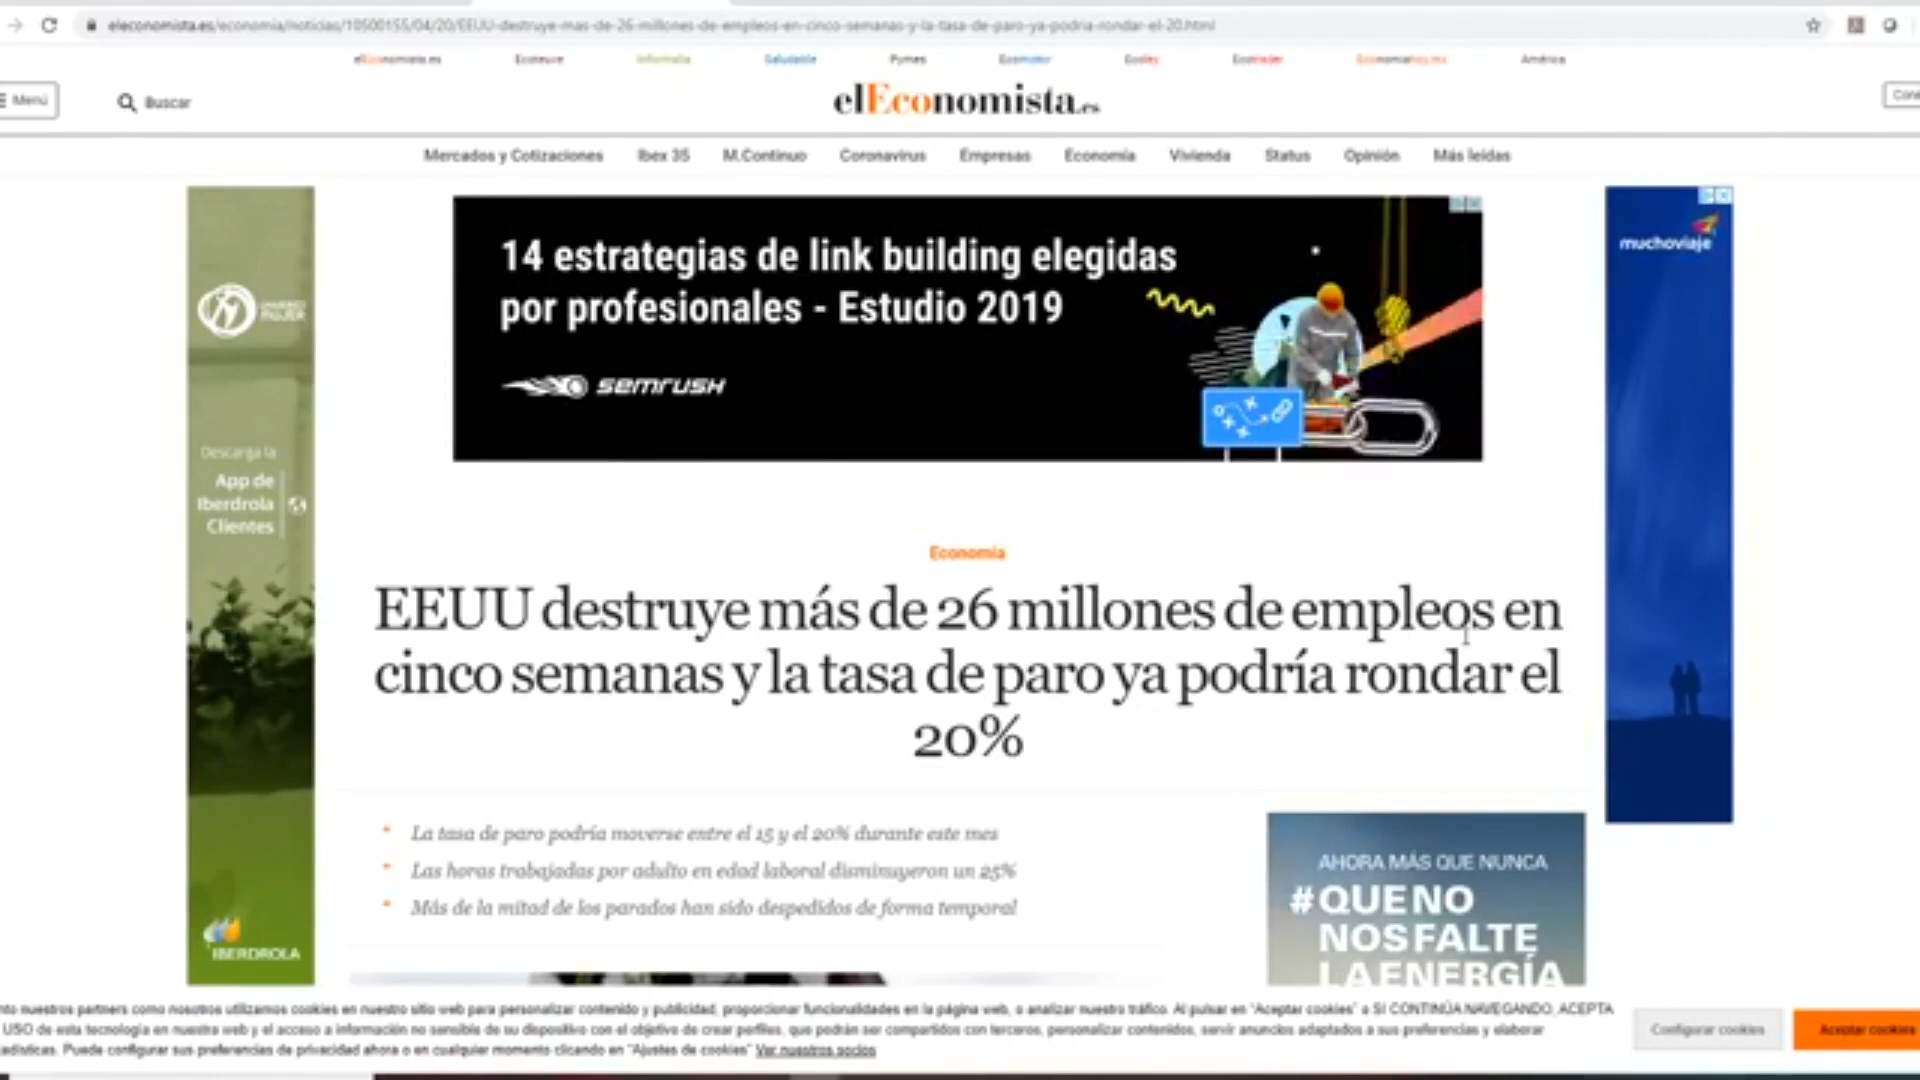 eleconomista.es/economia/noticias/10500155/04/20/EEUU-destruye-mas-de-26-millones-de-empleos-en-cinco-semanas-y-la-tasa-de-paro-ya-podria-rondar-el-20.html
elEconomista.es Ecoteuve Informalia Saludable Pymes Ecomotor Ecoley Ecotrader Economiahoy.mx América
Menú Buscar elEconomista.es
Mercados y Cotizaciones Ibex 35 M.Continuo Coronavirus Empresas Economía Vivienda Status Opinión Más leídas
14 estrategias de link building elegidas
por profesionales - Estudio 2019
semrush
muchoviaje
UNIVERSO
MUJER
Descarga la
App de
Iberdrola
Clientes
IBERDROLA
Economía
EEUU destruye más de 26 millones de empleos en
cinco semanas y la tasa de paro ya podría rondar el
20%
La tasa de paro podría moverse entre el 15 y el 20% durante este mes
Las horas trabajadas por adulto en edad laboral disminuyeron un 25%
Más de la mitad de los parados han sido despedidos de forma temporal
AHORA MÁS QUE NUNCA
#QUE NO
NOS FALTE
LA ENERGÍA
nuestros partners como nosotros utilizamos cookies en nuestro sitio web para personalizar contenido y publicidad, proporcionar funcionalidades en la página web, o analizar nuestro tráfico. Al pulsar en "Aceptar cookies" o SI CONTINÚA NAVEGANDO, ACEPTA
USO de esta tecnología en nuestra web y el acceso a información no sensible de su dispositivo con el objetivo de crear perfiles, que podrán ser compartidos con terceros, personalizar contenidos, servir anuncios adaptados a sus preferencias y elaborar
Puede configurar sus preferencias de privacidad ahora o en cualquier momento clicando en "Ajustes de cookies" Ver nuestros socios
Configurar cookies Aceptar cookies